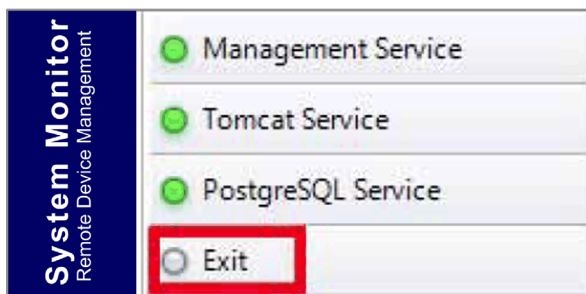 System Monitor
Remote Device Management
Management Service
Tomcat Service
PostgreSQL Service
Exit